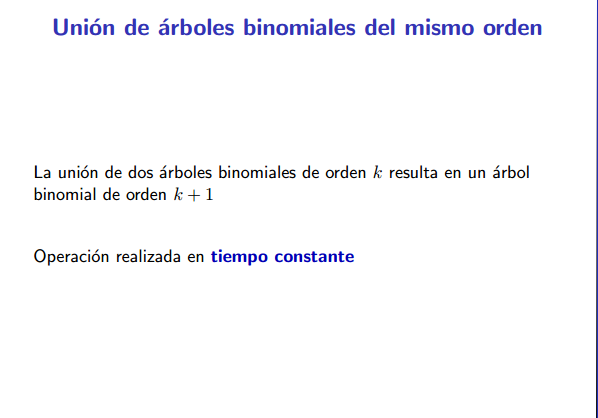 Unión de árboles binomiales del mismo orden
La unión de dos árboles binomiales de orden k resulta en un árbol
binomial de orden k + 1
Operación realizada en tiempo constante